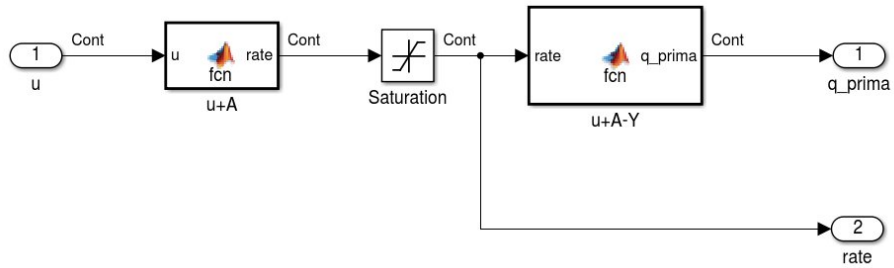 Cont
Cont
Cont
Cont
1
u
u
rate
fcn
u+A
Saturation
rate
q_prima
fcn
u+A-Y
1
q_prima
2
rate